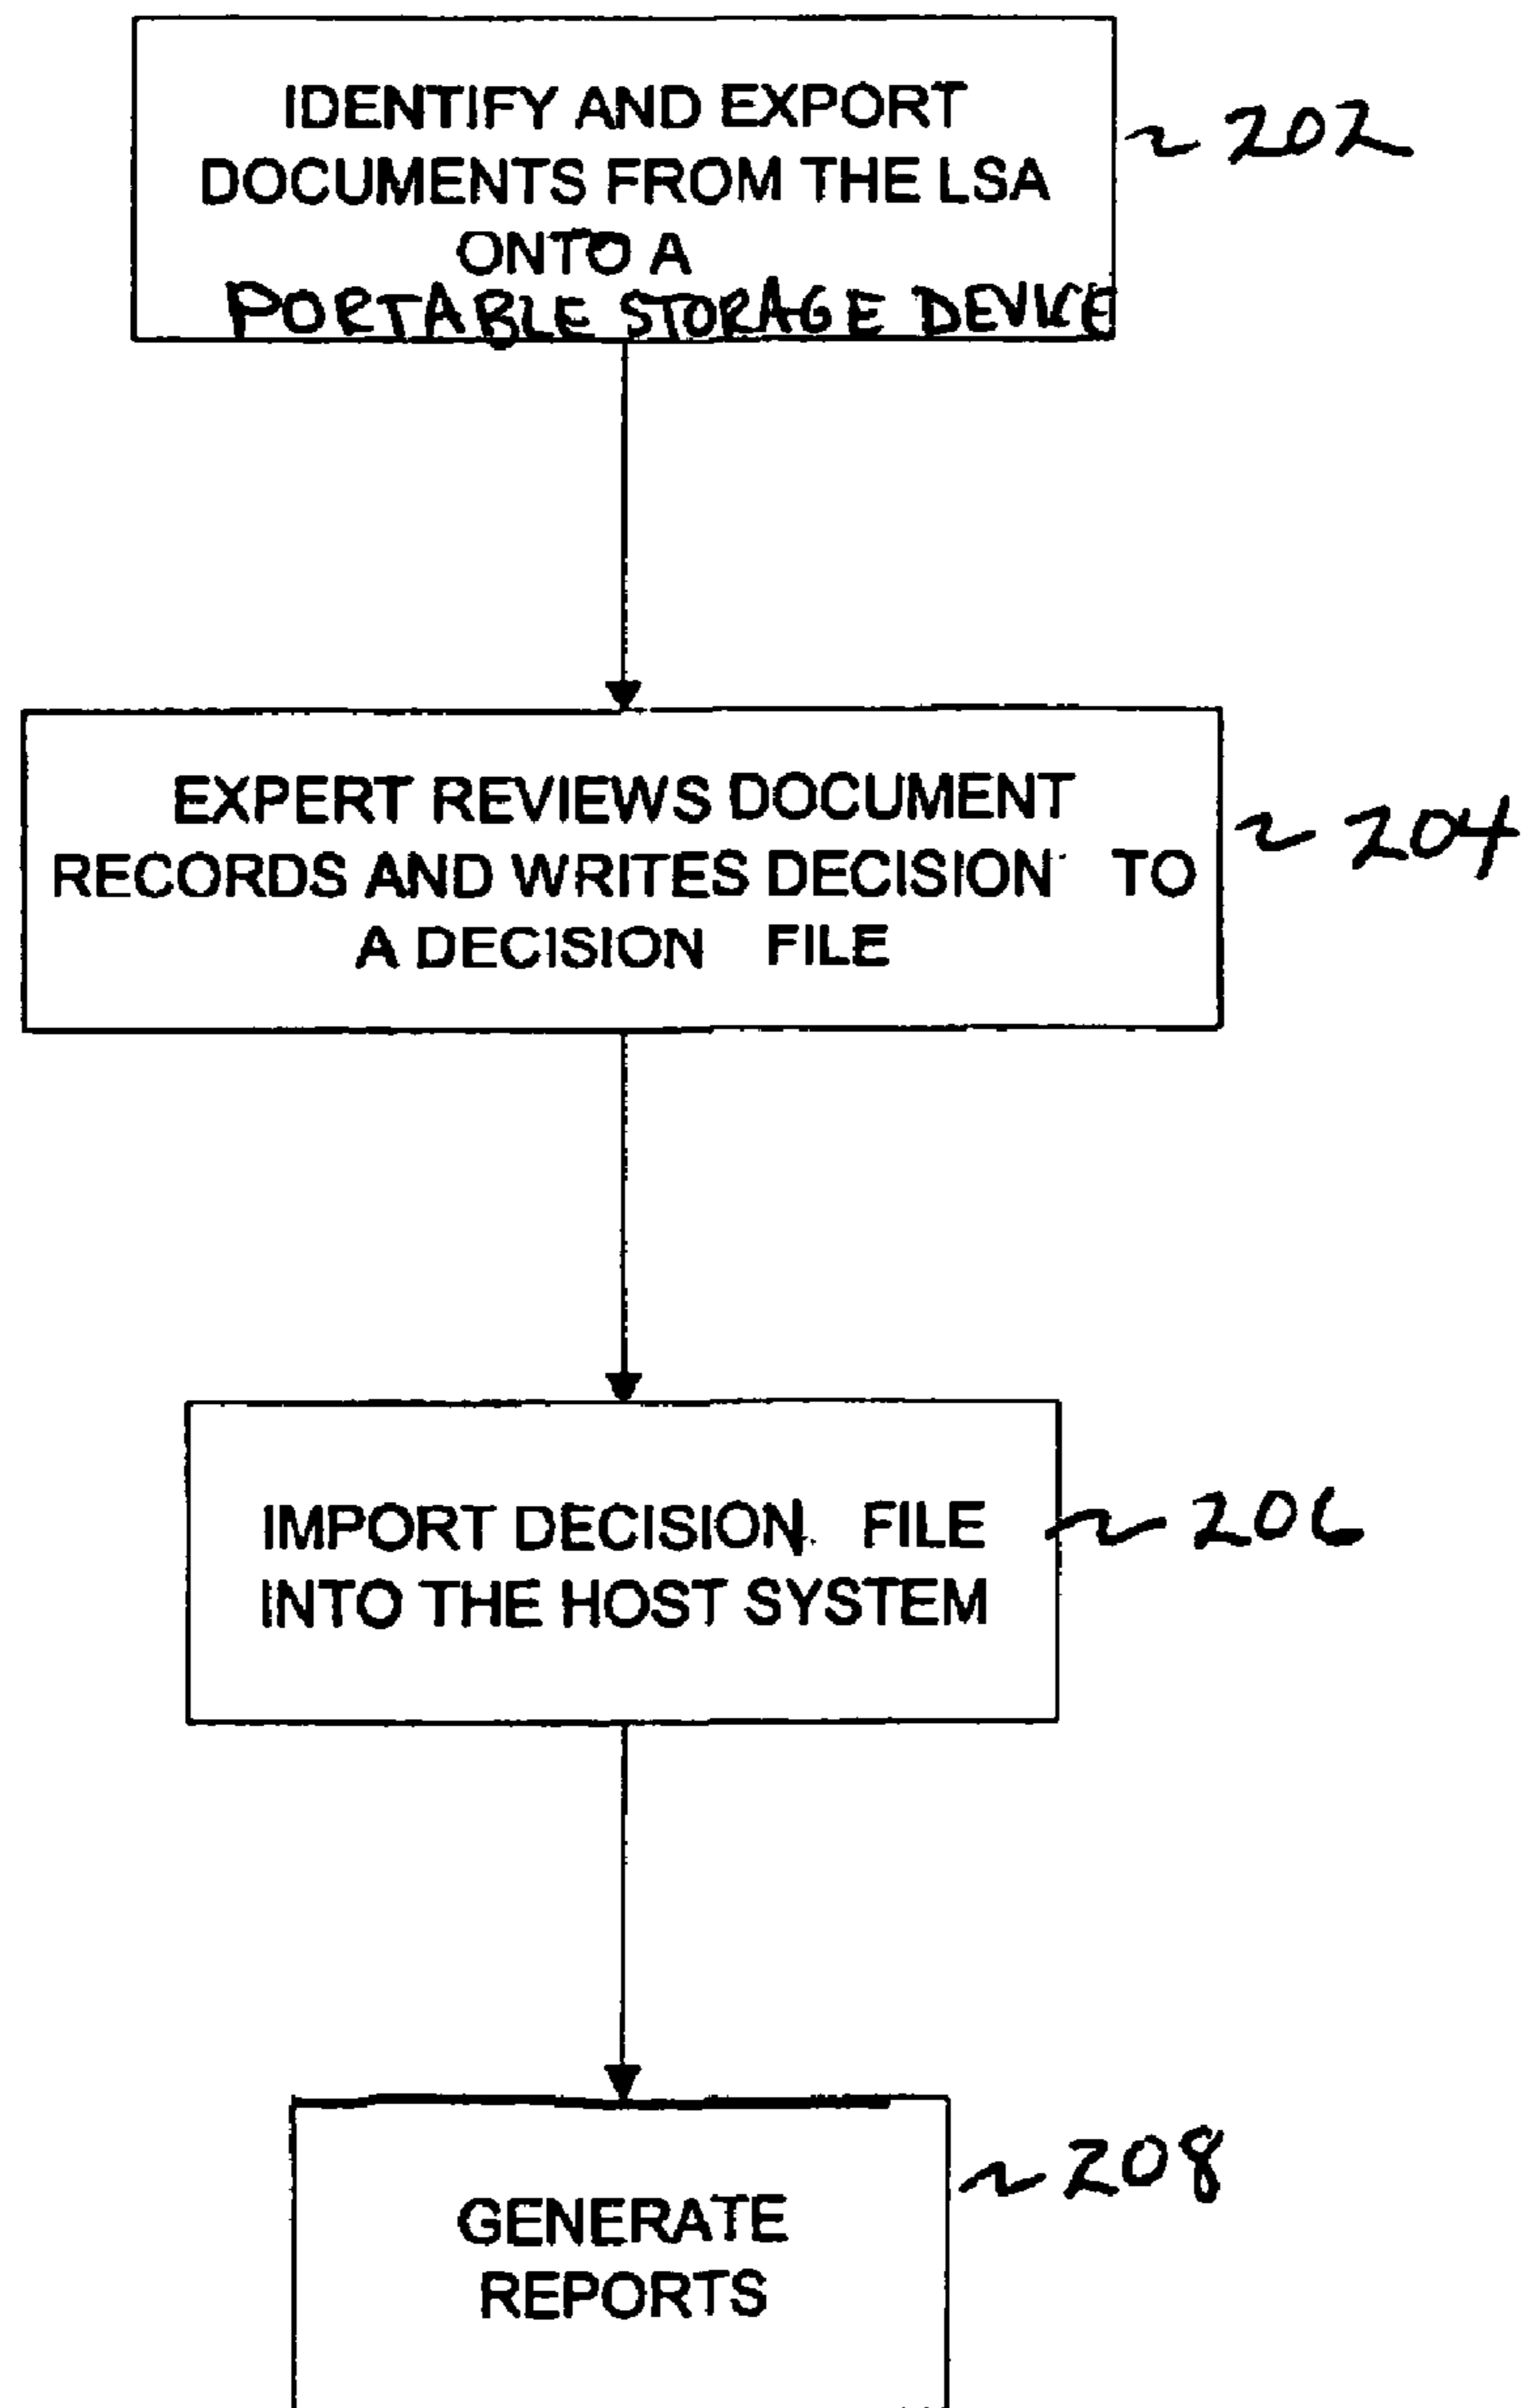 IDENTIFY AND EXPORT
DOCUMENTS FROM THE LSA
ONTO A
PORTABLE STORAGE DEVICE
~ 202
EXPERT REVIEWS DOCUMENT
RECORDS AND WRITES DECISION TO
A DECISION FILE
~ 204
IMPORT DECISION FILE
INTO THE HOST SYSTEM
~ 206
GENERATE
REPORTS
~ 208